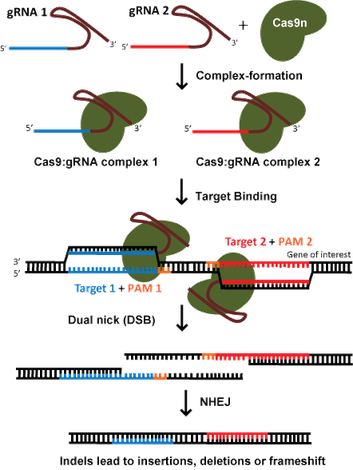 gRNA 1
gRNA 2
+
Cas9n
5’
3’
5’
3’
Complex-formation
5’
3’
5’
3’
Cas9:gRNA complex 1
Cas9:gRNA complex 2
Target Binding
Target 2 + PAM 2
Gene of interest
3’
5’
Target 1 + PAM 1
Dual nick (DSB)
NHEJ
Indels lead to insertions, deletions or frameshift